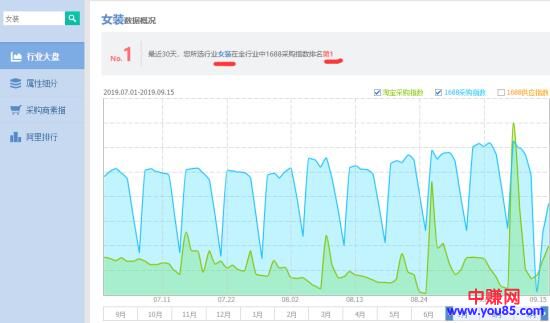 女装
行业大盘
属性细分
采购商素描
阿里排行
女装数据概况
No.1 最近30天，您所选行业女装在全行业中1688采购指数排名第1
2019.07.01-2019.09.15 淘宝采购指数 1688采购指数 1688供应指数
07.11 07.22 08.02 08.13 08.24 09.15
9月 10月 11月 12月 1月 2月 3月 4月 5月 6月
中赚网
www.you85.com